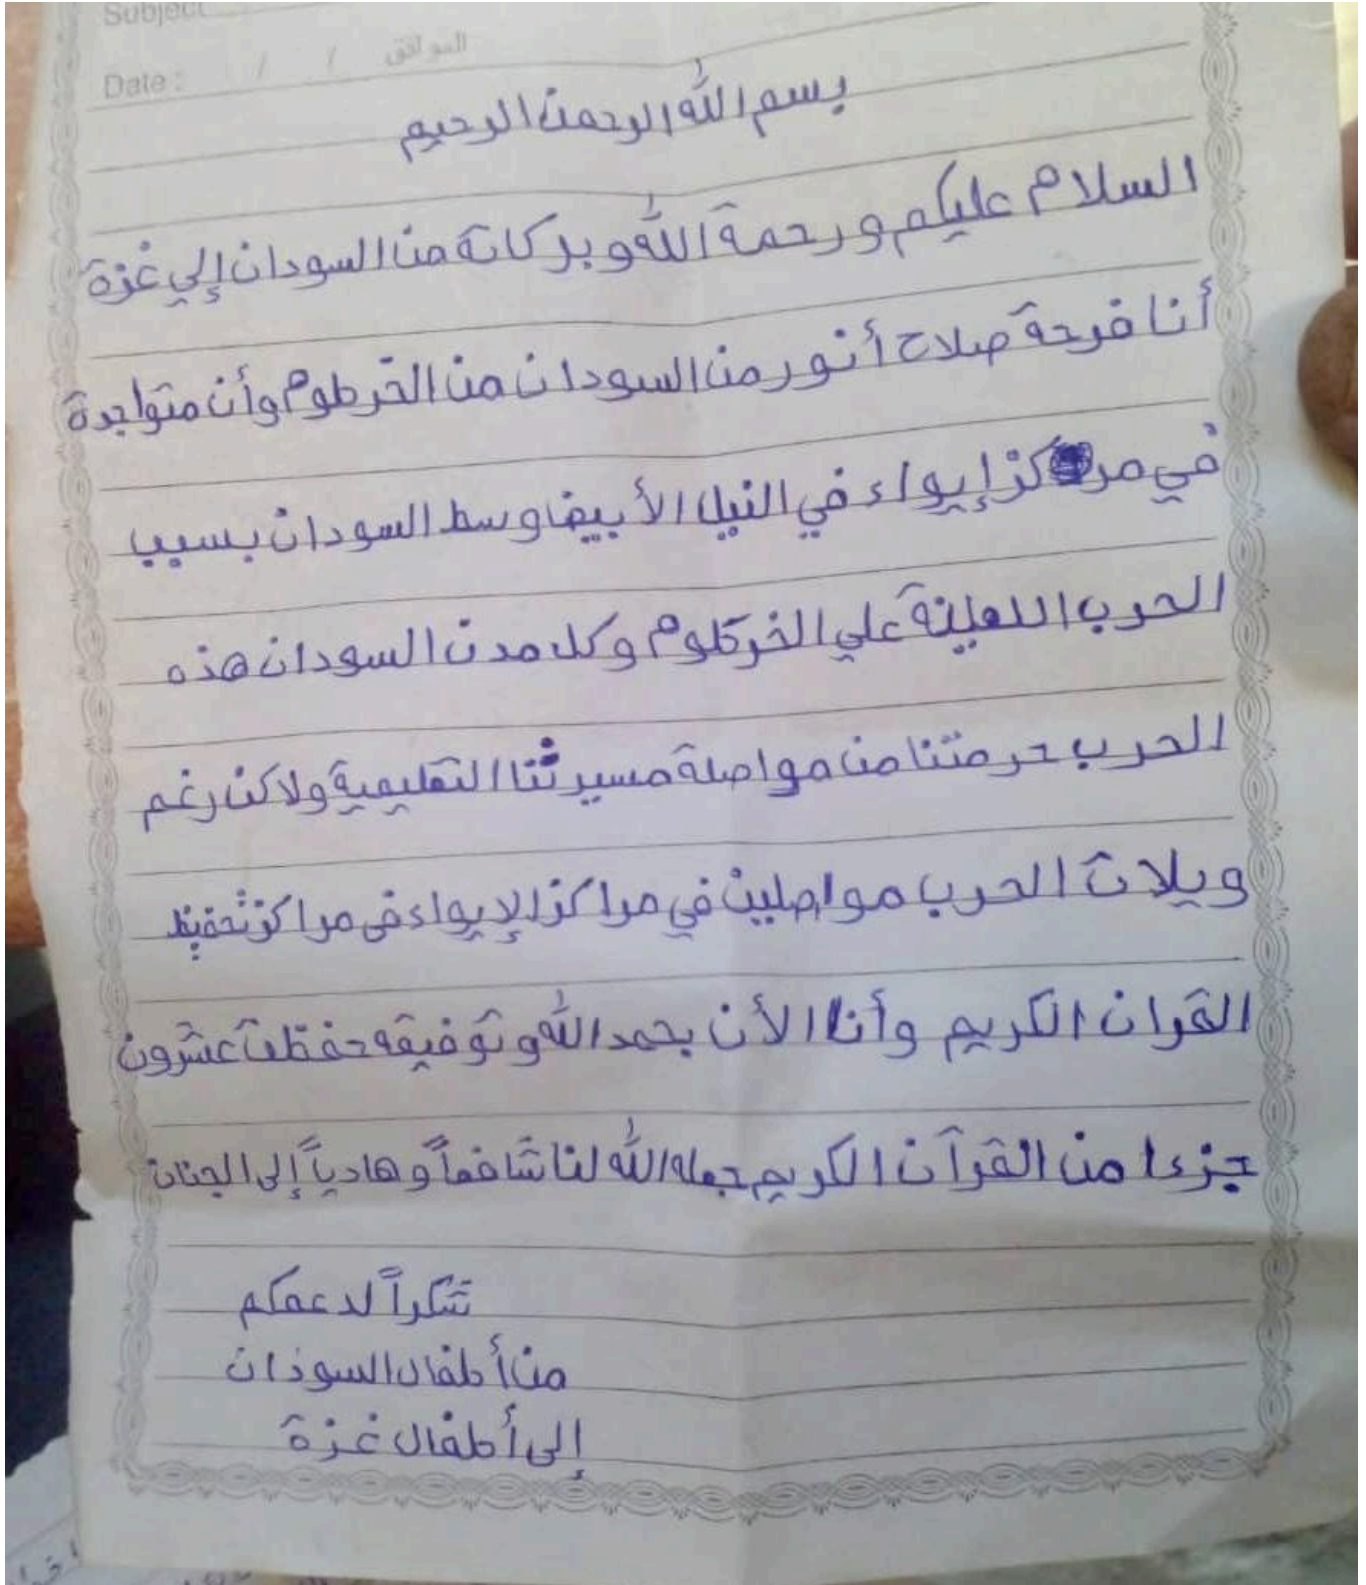 Subject
Date : / / الموافق
بسم الله الرحمن الرحيم
السلام عليكم ورحمة الله وبركاتة من السودان إلي غزة
أنا فرحة صلاح أنور من السودان من الخرطوم وأن متواجدة
في مركز إيواء في النيل الأبيض وسط السودان بسبب
الحرب اللعينة علي الخرطوم وكل مدن السودان هذه
الحرب حرمتنا من مواصلة مسيرتنا التعليمية ولاكن رغم
ويلات الحرب مواصلين في مراكز الإيواء في مراكز تحفيظ
القران الكريم وأنا الأن بحمد الله وتوفيقه حفظت عشرون
جزءا من القرآن الكريم جعله الله لنا شافعاً وهادياً إلى الجنان
شكراً لدعمكم
من أطفال السودان
إلى أطفال غزة